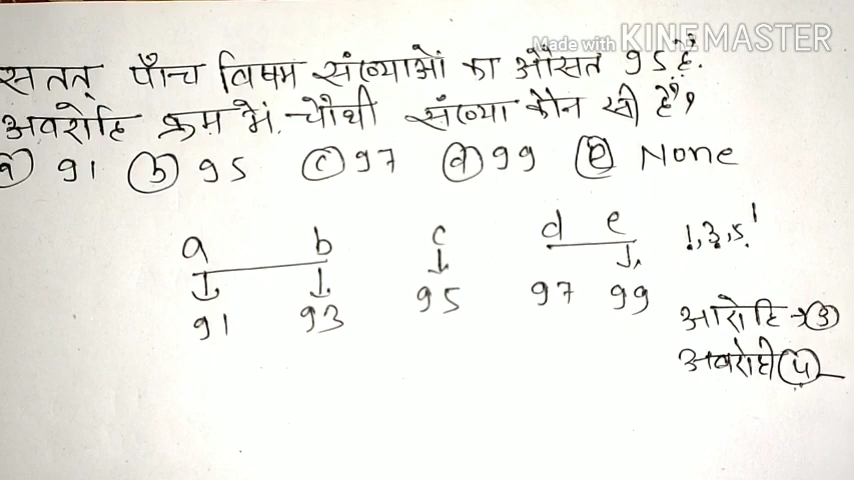 Made with KINEMASTER
सतत् पाँच विषम संख्याओं का औसत 95 है.
अवरोहि क्रम में चौथी संख्या कौन सी है?
a 91 b 95 c 97 d 99 e None
a b c d e 1,3,5
91 93 95 97 99
आरोहि → 3
अवरोही